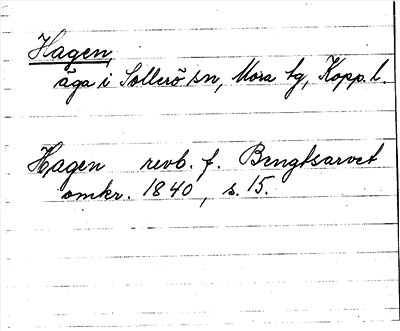 Hagen,
äga i Sollerö sn, Mora tg, Kopp. l.
Hagen revb. f. Bengtsarvet
omkr. 1840, s. 15.